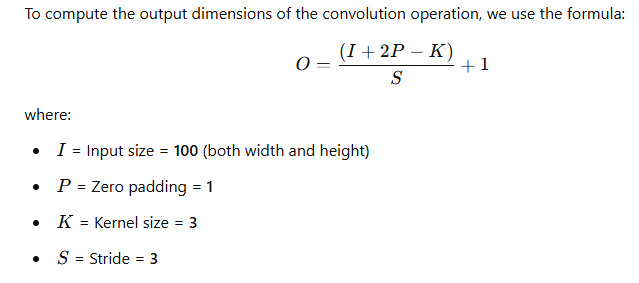 To compute the output dimensions of the convolution operation, we use the formula:
O = (I + 2P − K) / S + 1
where:
• I = Input size = 100 (both width and height)
• P = Zero padding = 1
• K = Kernel size = 3
• S = Stride = 3